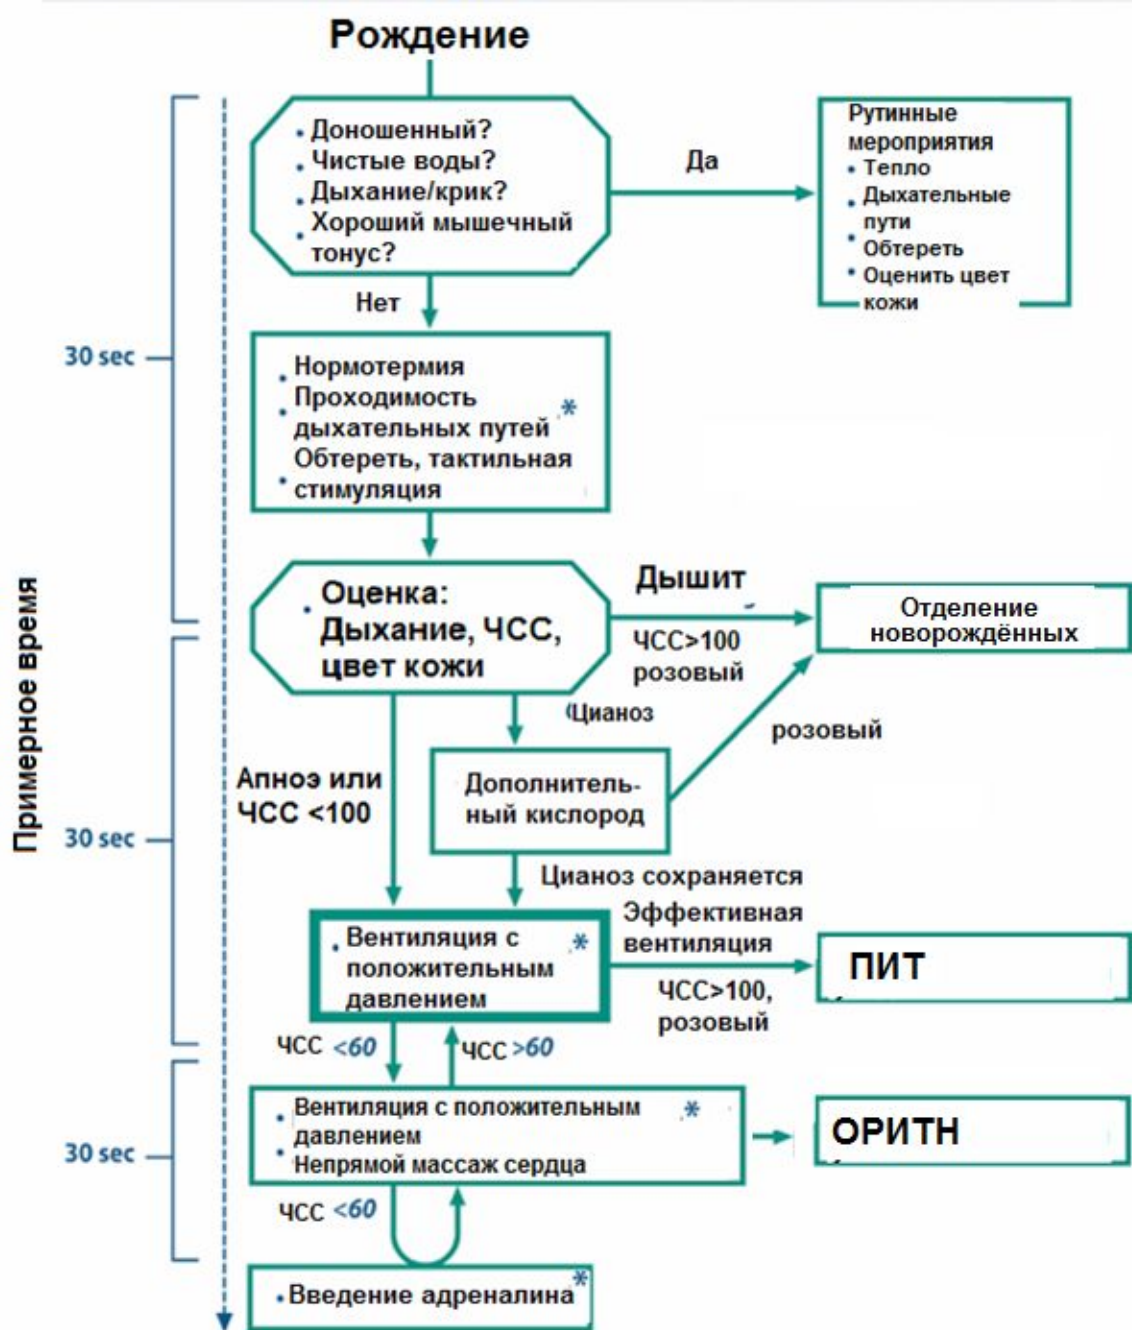 Рождение
• Доношенный?
• Чистые воды?
• Дыхание/крик?
• Хороший мышечный
тонус?
Да
Рутинные
мероприятия
• Тепло
• Дыхательные
пути
• Обтереть
• Оценить цвет
кожи
Нет
30 sec
• Нормотермия
• Проходимость
дыхательных путей *
• Обтереть, тактильная
стимуляция
Примерное время
• Оценка:
Дыхание, ЧСС,
цвет кожи
Дышит
ЧСС>100
розовый
Отделение
новорождённых
Цианоз
розовый
Апноэ или
ЧСС <100
Дополнитель-
ный кислород
30 sec
Цианоз сохраняется
Эффективная
вентиляция
• Вентиляция с *
положительным
давлением
ЧСС>100,
розовый
ПИТ
ЧСС <60
ЧСС >60
30 sec
• Вентиляция с положительным *
давлением
• Непрямой массаж сердца
ОРИТН
ЧСС <60
• Введение адреналина *